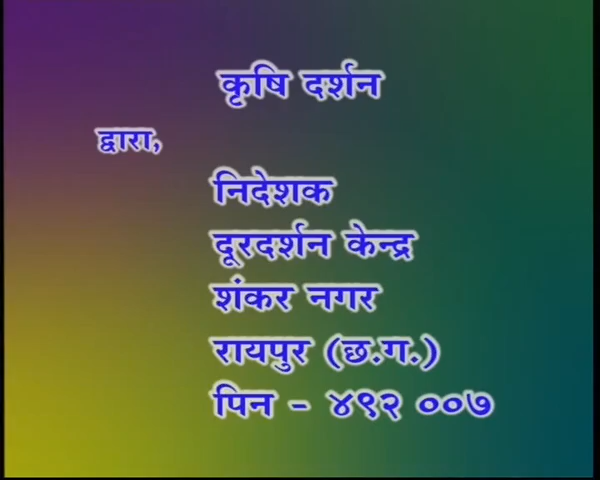 कृषि दर्शन
द्वारा,
निदेशक
दूरदर्शन केन्द्र
शंकर नगर
रायपुर (छ.ग.)
पिन - ४९२ ००७